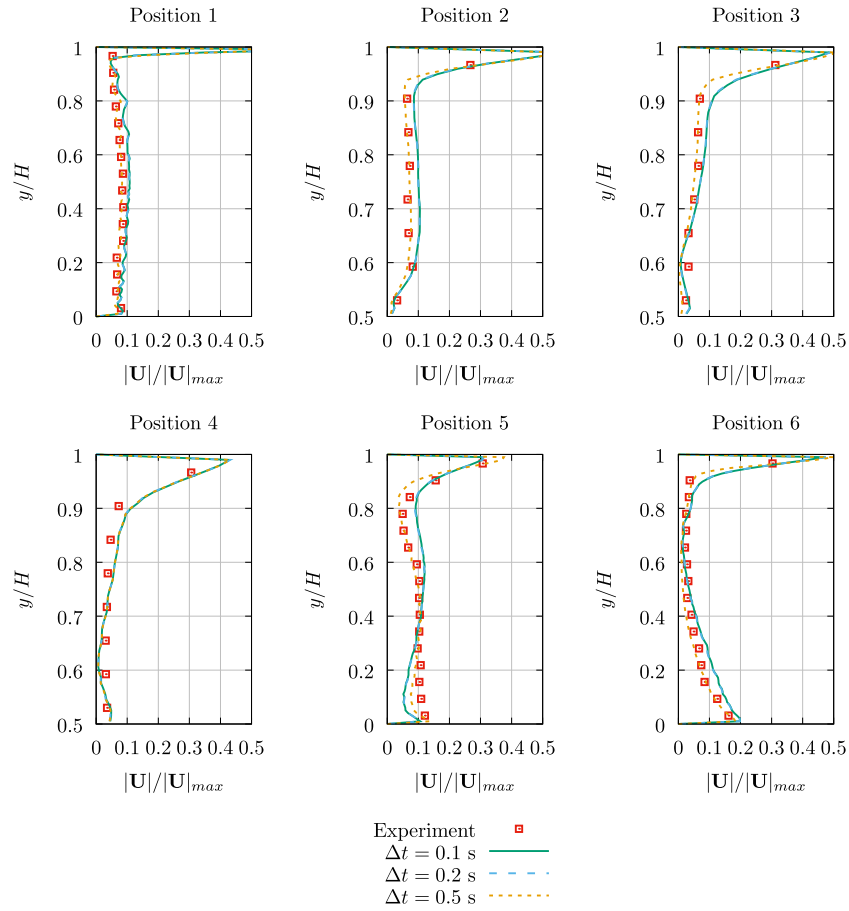 Position 1 Position 2 Position 3
1 1 1
0.8 0.9 0.9
0.6 0.8 0.8
y/H y/H y/H
0.4 0.7 0.7
0.2 0.6 0.6
0 0.5 0.5
0 0.1 0.2 0.3 0.4 0.5 0 0.1 0.2 0.3 0.4 0.5 0 0.1 0.2 0.3 0.4 0.5
|U|/|U|max |U|/|U|max |U|/|U|max
Position 4 Position 5 Position 6
1 1 1
0.9 0.8 0.8
0.8 0.6 0.6
y/H y/H y/H
0.7 0.4 0.4
0.6 0.2 0.2
0.5 0 0
0 0.1 0.2 0.3 0.4 0.5 0 0.1 0.2 0.3 0.4 0.5 0 0.1 0.2 0.3 0.4 0.5
|U|/|U|max |U|/|U|max |U|/|U|max
Experiment
Δt = 0.1 s
Δt = 0.2 s
Δt = 0.5 s